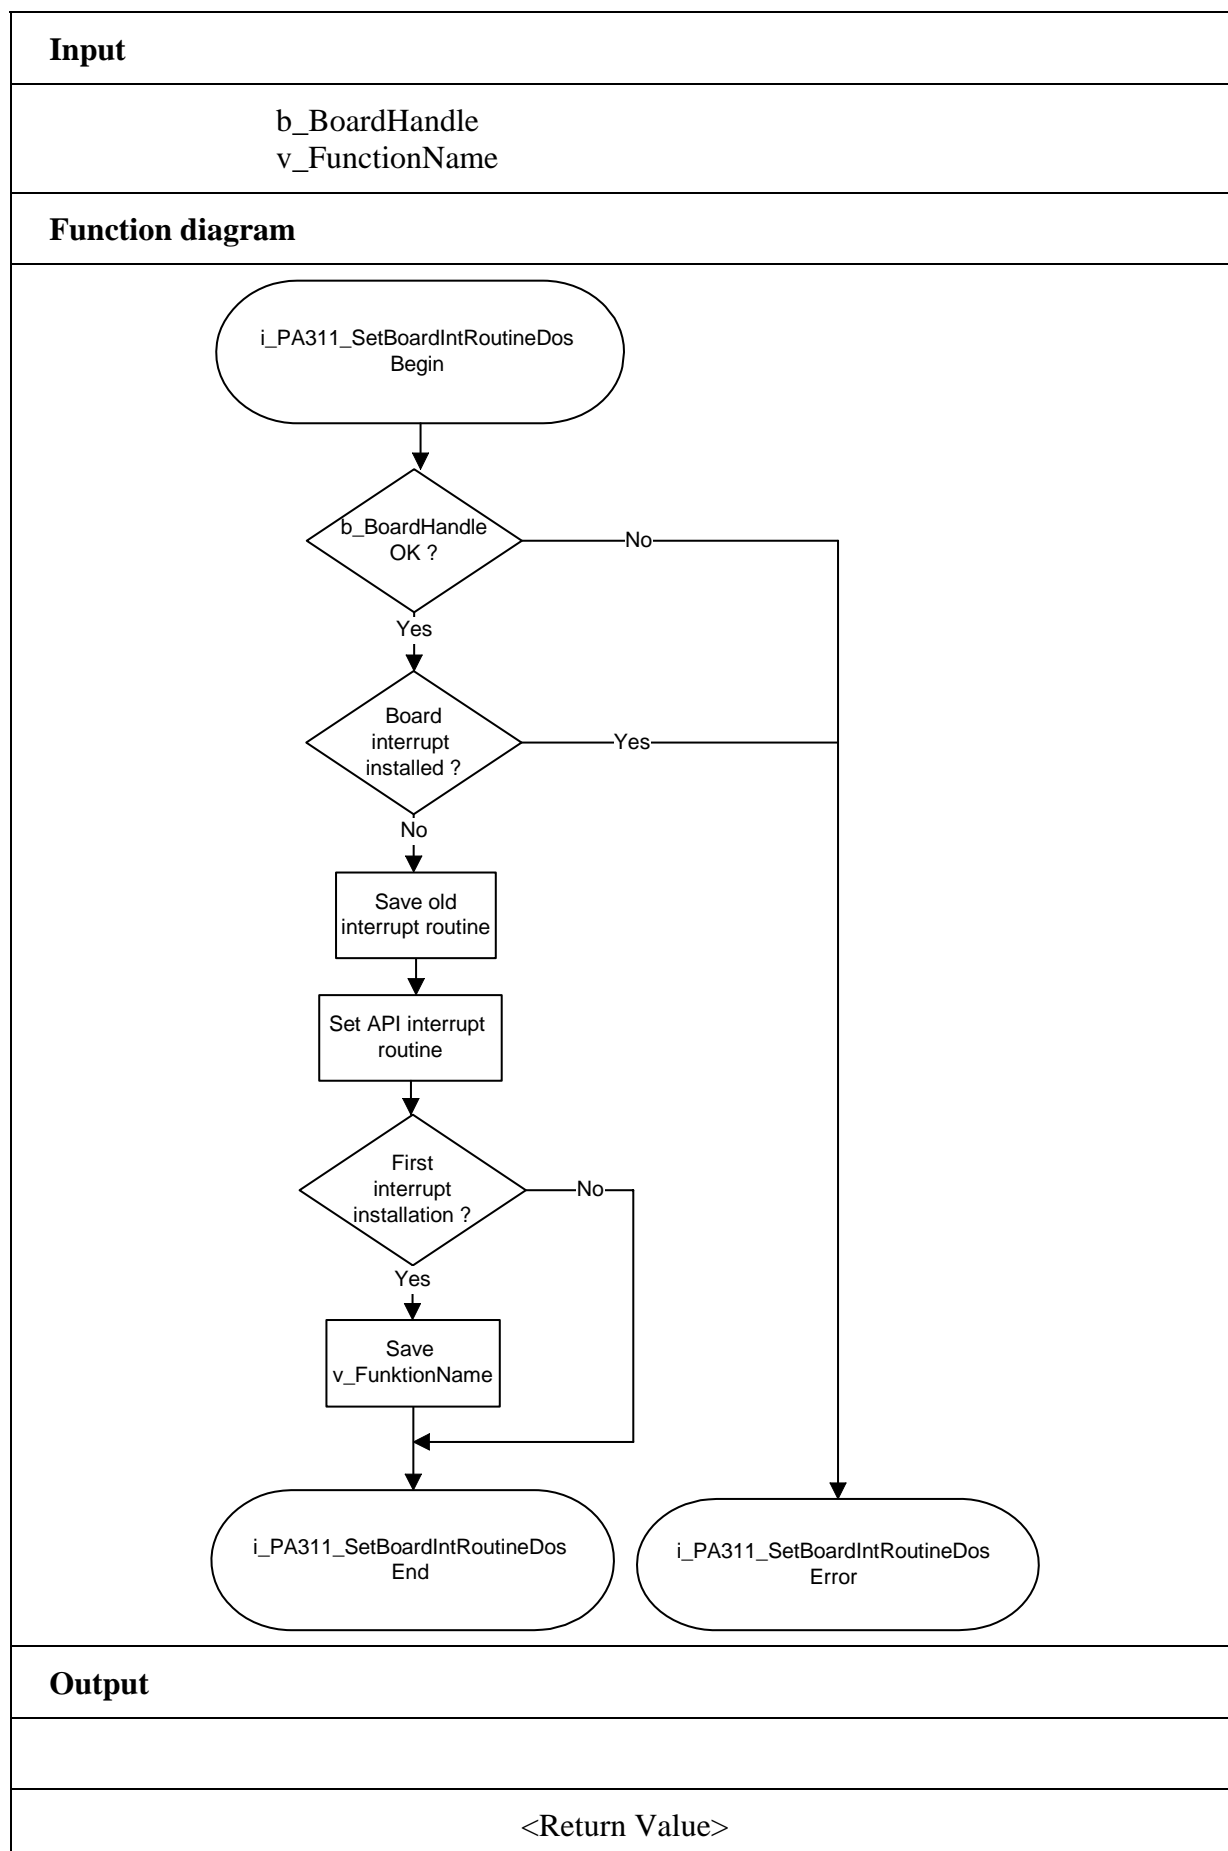 Input
b_BoardHandle
v_FunctionName
Function diagram
i_PA311_SetBoardIntRoutineDos
Begin
b_BoardHandle
OK ?
No
Yes
Board
interrupt
installed ?
Yes
No
Save old
interrupt routine
Set API interrupt
routine
First
interrupt
installation ?
No
Yes
Save
v_FunktionName
i_PA311_SetBoardIntRoutineDos
End
i_PA311_SetBoardIntRoutineDos
Error
Output
<Return Value>